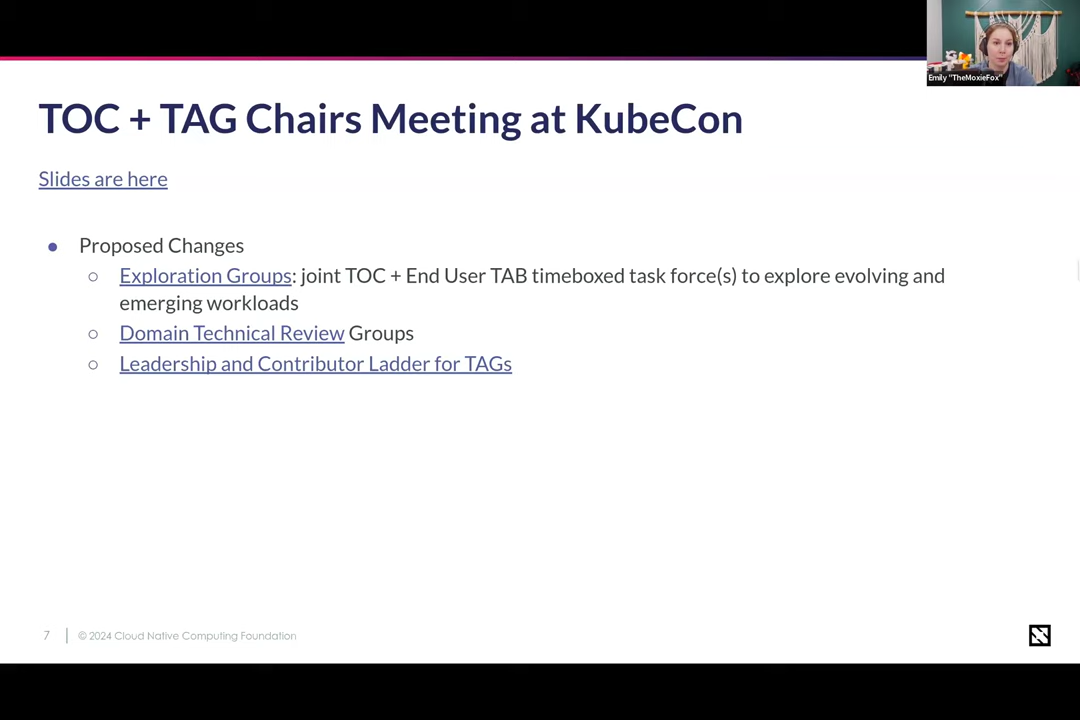 Emily "TheMoxieFox"
TOC + TAG Chairs Meeting at KubeCon
Slides are here
● Proposed Changes
○ Exploration Groups: joint TOC + End User TAB timeboxed task force(s) to explore evolving and
emerging workloads
○ Domain Technical Review Groups
○ Leadership and Contributor Ladder for TAGs
7 | © 2024 Cloud Native Computing Foundation